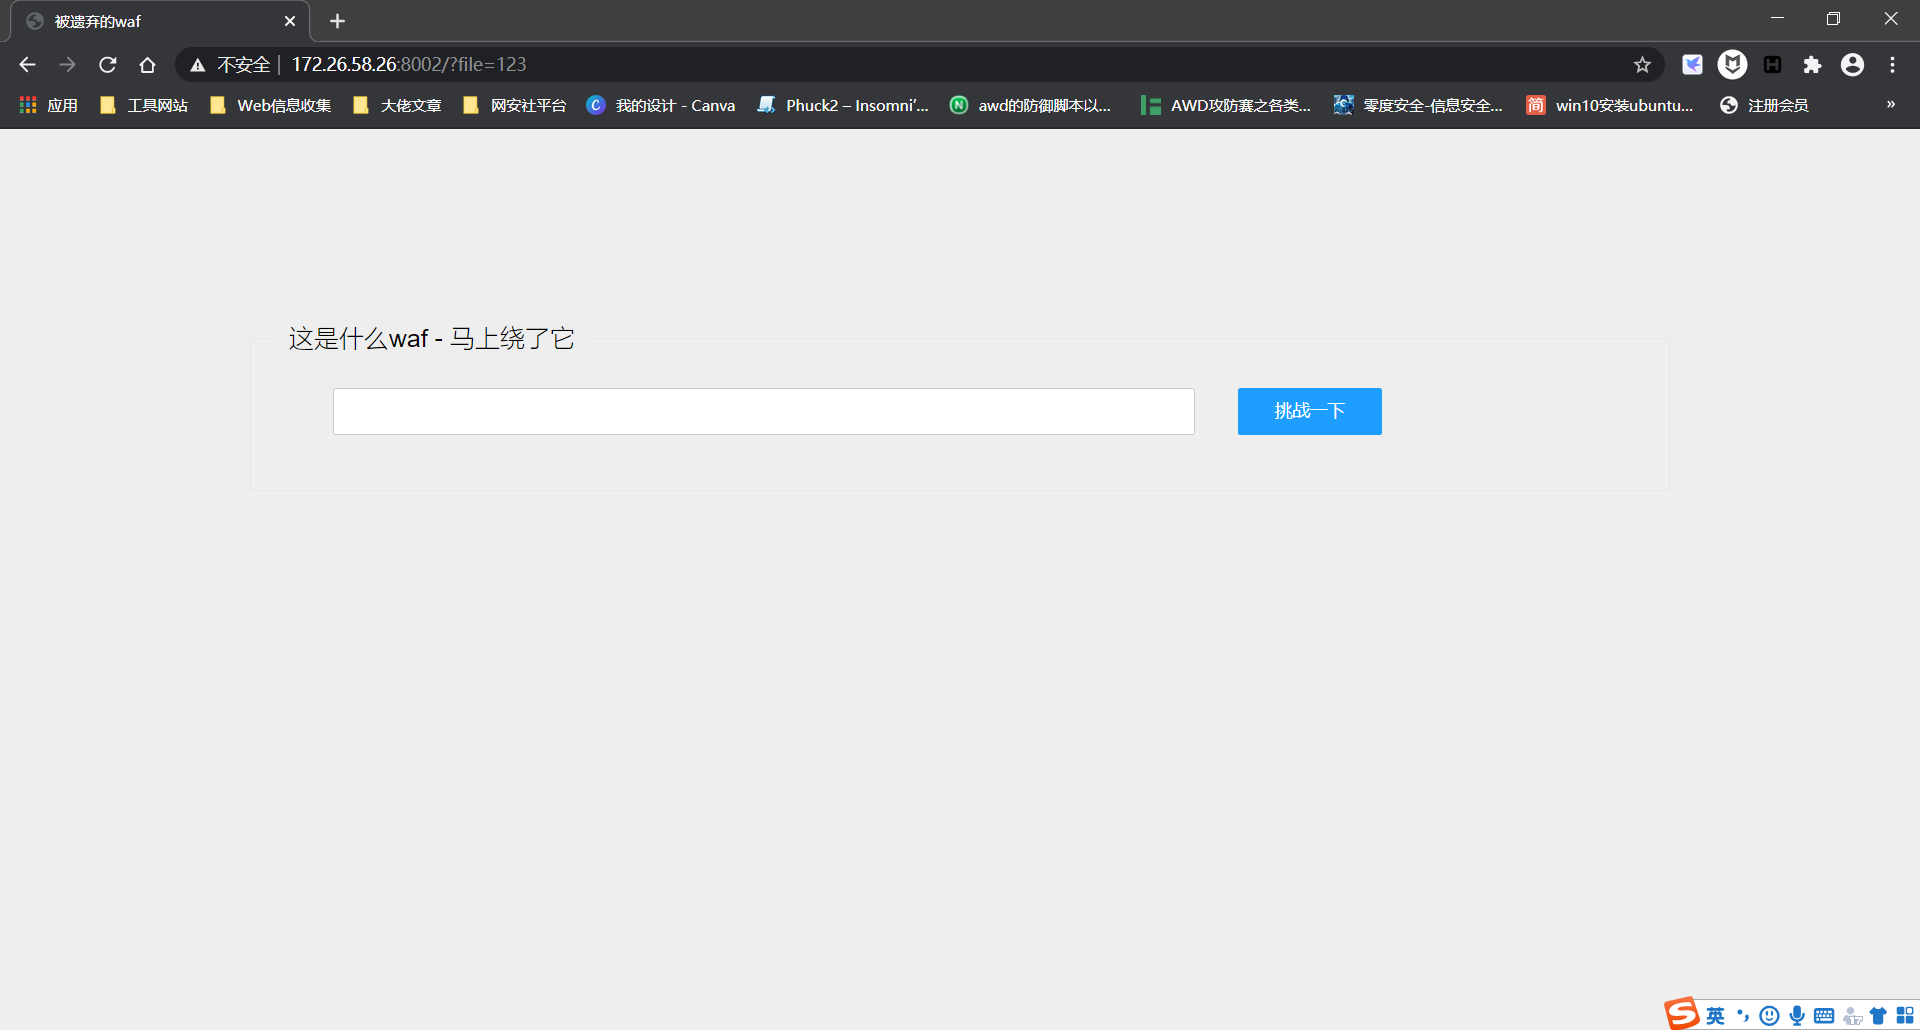 被遗弃的waf
不安全 | 172.26.58.26:8002/?file=123
应用 工具网站 Web信息收集 大佬文章 网安社平台 我的设计 - Canva Phuck2 – Insomni'... awd的防御脚本以... AWD攻防赛之各类... 零度安全-信息安全... 简 win10安装ubuntu... 注册会员 »
这是什么waf - 马上绕了它
挑战一下
英